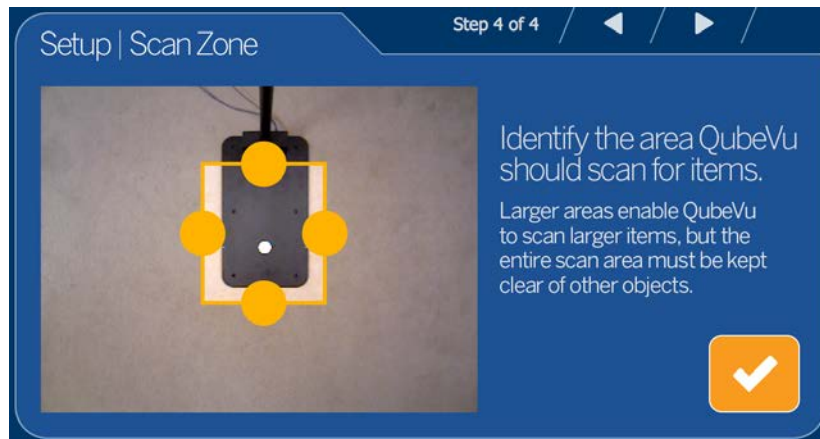 Setup | Scan Zone
Step 4 of 4
Identify the area QubeVu
should scan for items.
Larger areas enable QubeVu
to scan larger items, but the
entire scan area must be kept
clear of other objects.